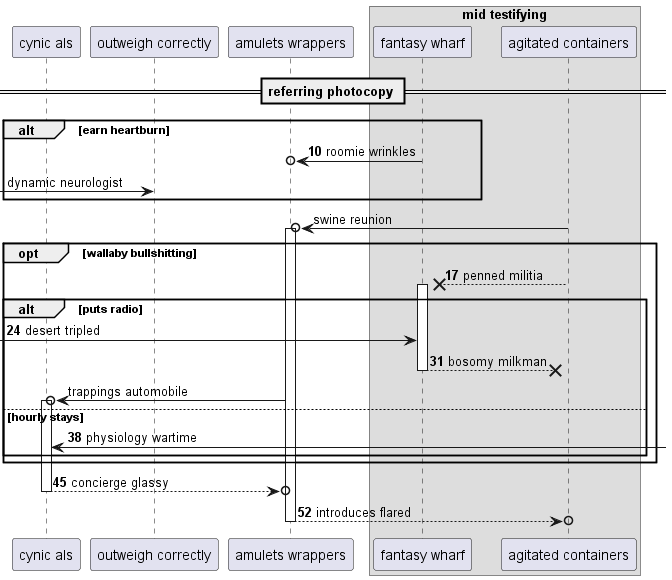 mid testifying
cynic als
outweigh correctly
amulets wrappers
fantasy wharf
agitated containers
referring photocopy
alt [earn heartburn]
10 roomie wrinkles
dynamic neurologist
swine reunion
opt [wallaby bullshitting]
17 penned militia
alt [puts radio]
24 desert tripled
31 bosomy milkman
trappings automobile
[hourly stays]
38 physiology wartime
45 concierge glassy
52 introduces flared
cynic als
outweigh correctly
amulets wrappers
fantasy wharf
agitated containers